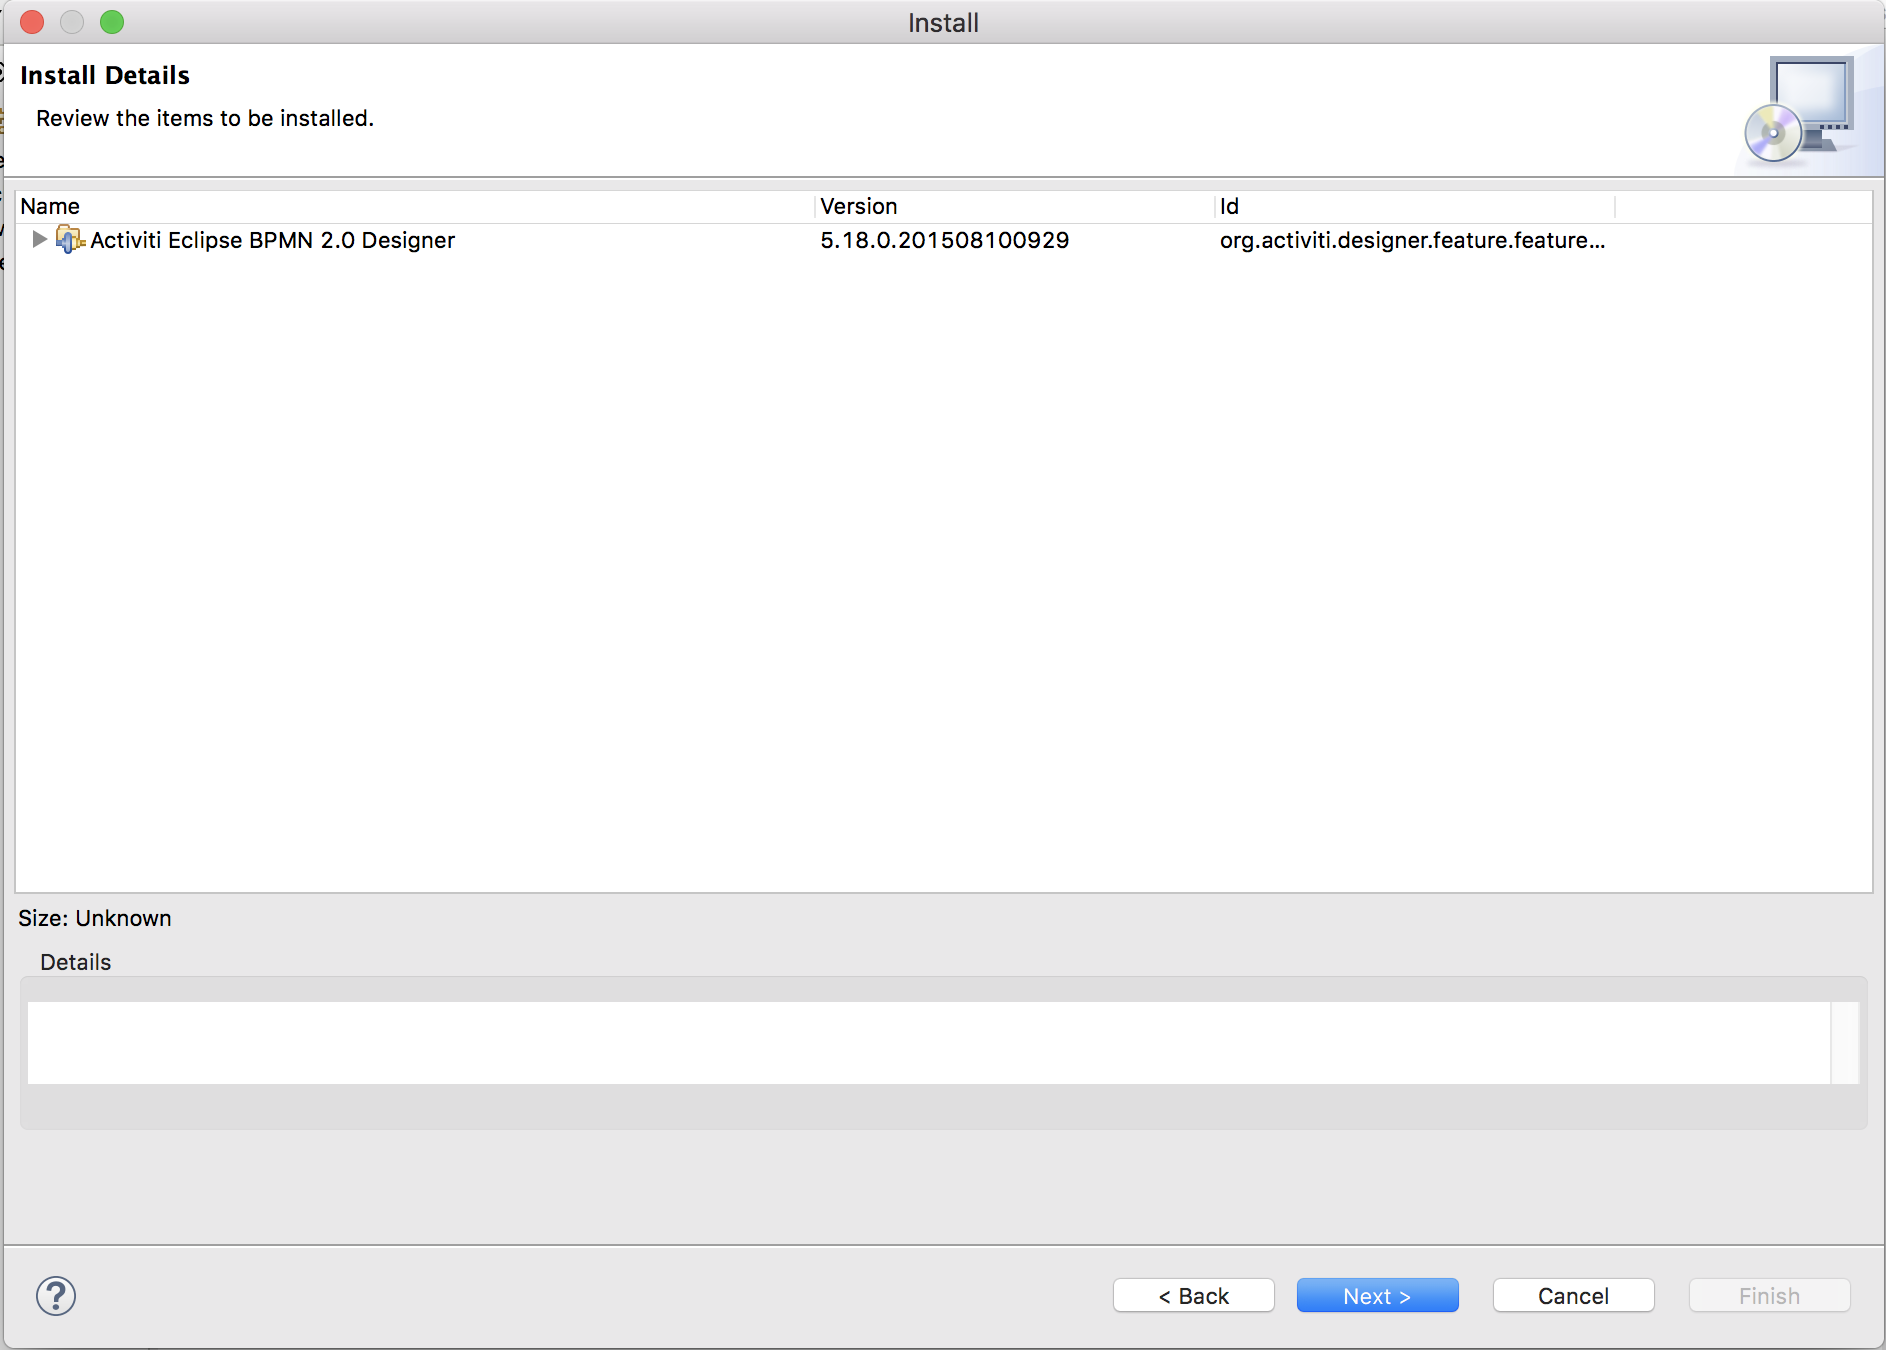 Install
Install Details
Review the items to be installed.
Name Version Id
Activiti Eclipse BPMN 2.0 Designer 5.18.0.201508100929 org.activiti.designer.feature.feature...
Size: Unknown
Details
? < Back Next > Cancel Finish